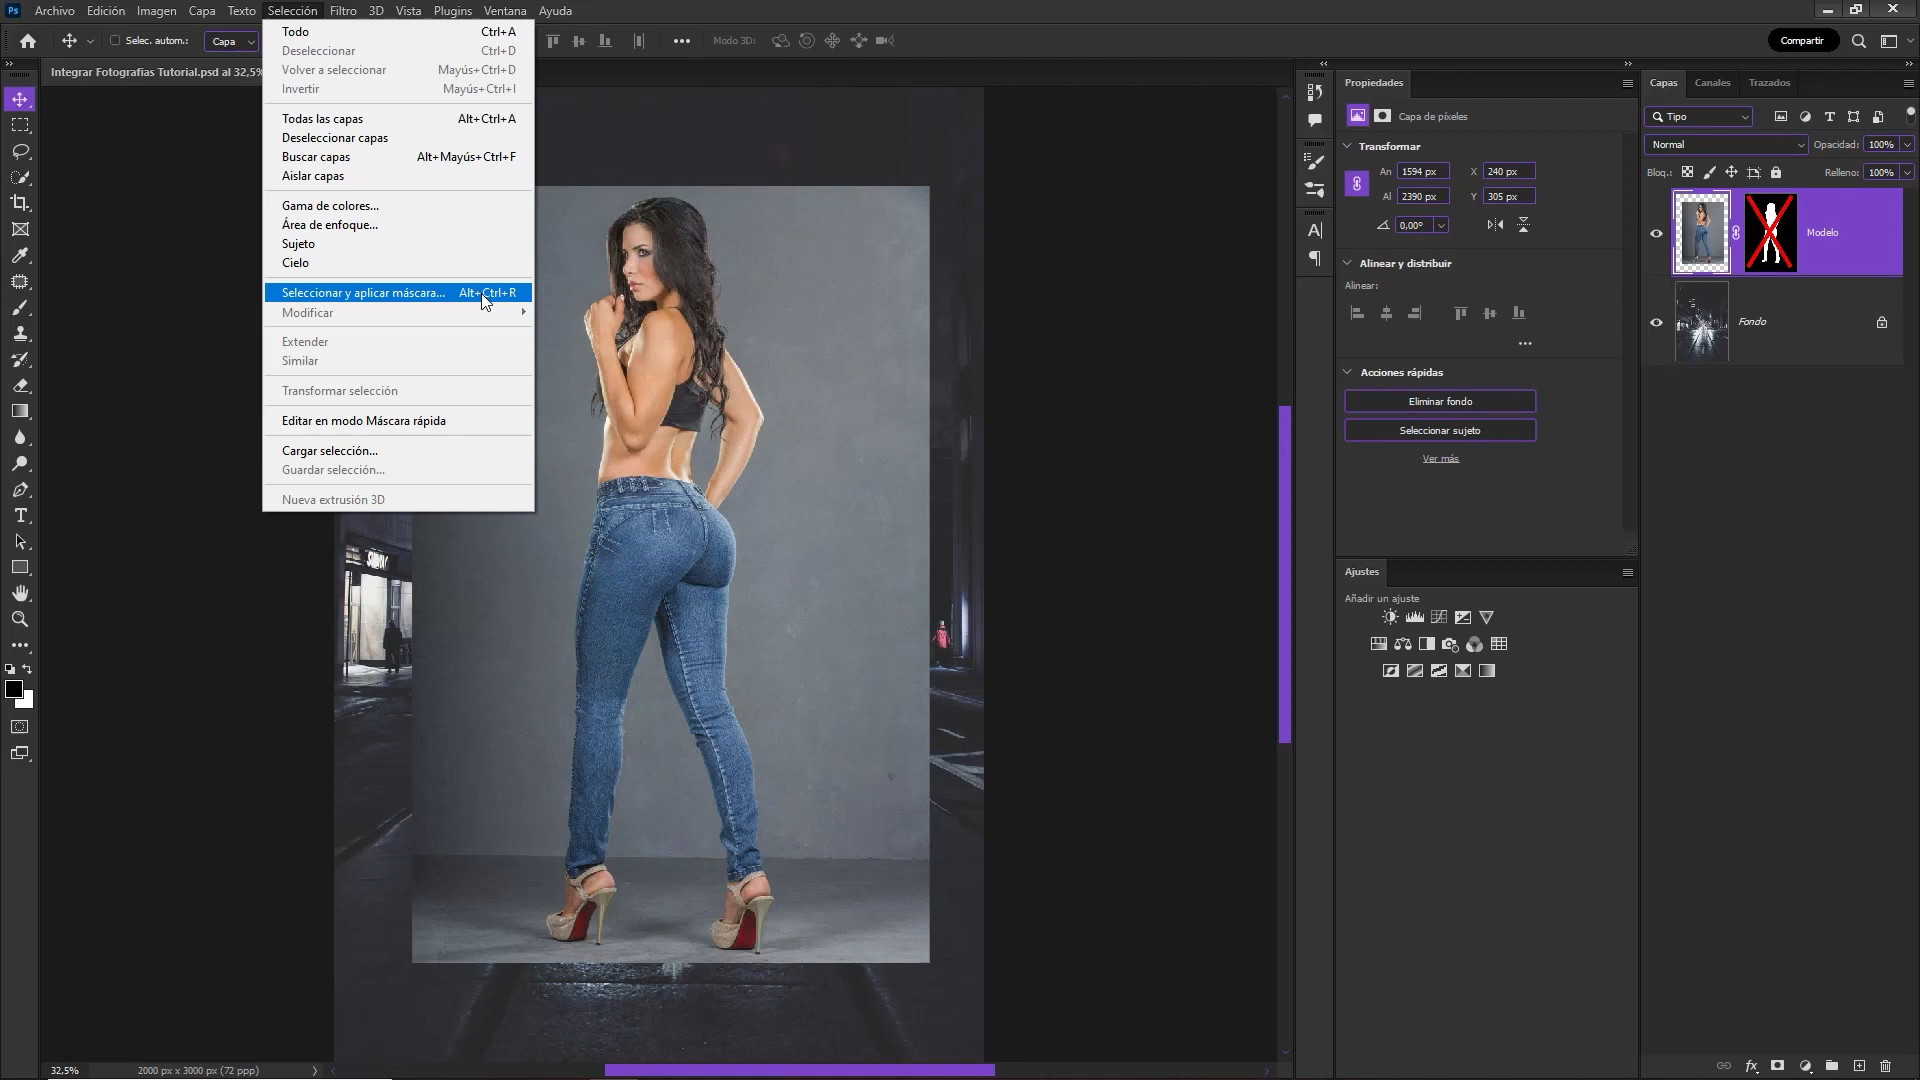 Ps Archivo Edición Imagen Capa Texto Selección Filtro 3D Vista Plugins Ventana Ayuda
Selec. autom.: Capa
Modo 3D:
Compartir
Integrar Fotografias Tutorial.psd al 32,5%
Todo Ctrl+A
Deseleccionar Ctrl+D
Volver a seleccionar Mayús+Ctrl+D
Invertir Mayús+Ctrl+I
Todas las capas Alt+Ctrl+A
Deseleccionar capas
Buscar capas Alt+Mayús+Ctrl+F
Aislar capas
Gama de colores...
Área de enfoque...
Sujeto
Cielo
Seleccionar y aplicar máscara... Alt+Ctrl+R
Modificar
Extender
Similar
Transformar selección
Editar en modo Máscara rápida
Cargar selección...
Guardar selección...
Nueva extrusión 3D
Propiedades
Capa de píxeles
Transformar
An 1594 px X 240 px
Al 2390 px Y 305 px
0,00°
Alinear y distribuir
Alinear:
Acciones rápidas
Eliminar fondo
Seleccionar sujeto
Ver más
Ajustes
Añadir un ajuste
Capas Canales Trazados
Tipo
Normal Opacidad: 100%
Bloq.: Relleno: 100%
Modelo
Fondo
32,5% 2000 px x 3000 px (72 ppp)